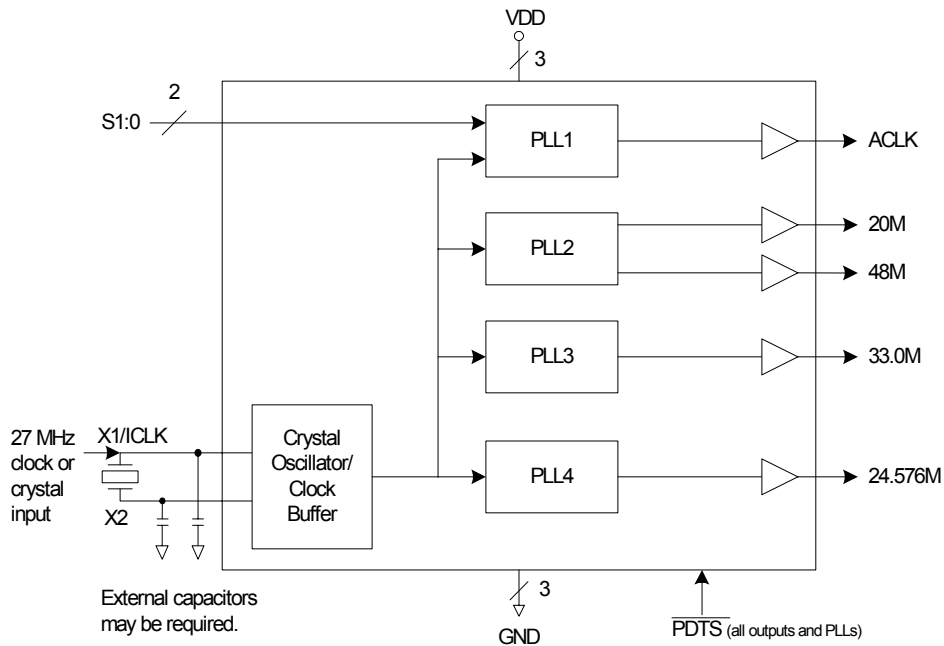 VDD
3
2
S1:0
PLL1
ACLK
PLL2
20M
48M
PLL3
33.0M
27 MHz
clock or
crystal
input
X1/ICLK
X2
Crystal
Oscillator/
Clock
Buffer
PLL4
24.576M
External capacitors
may be required.
3
GND
PDTS (all outputs and PLLs)